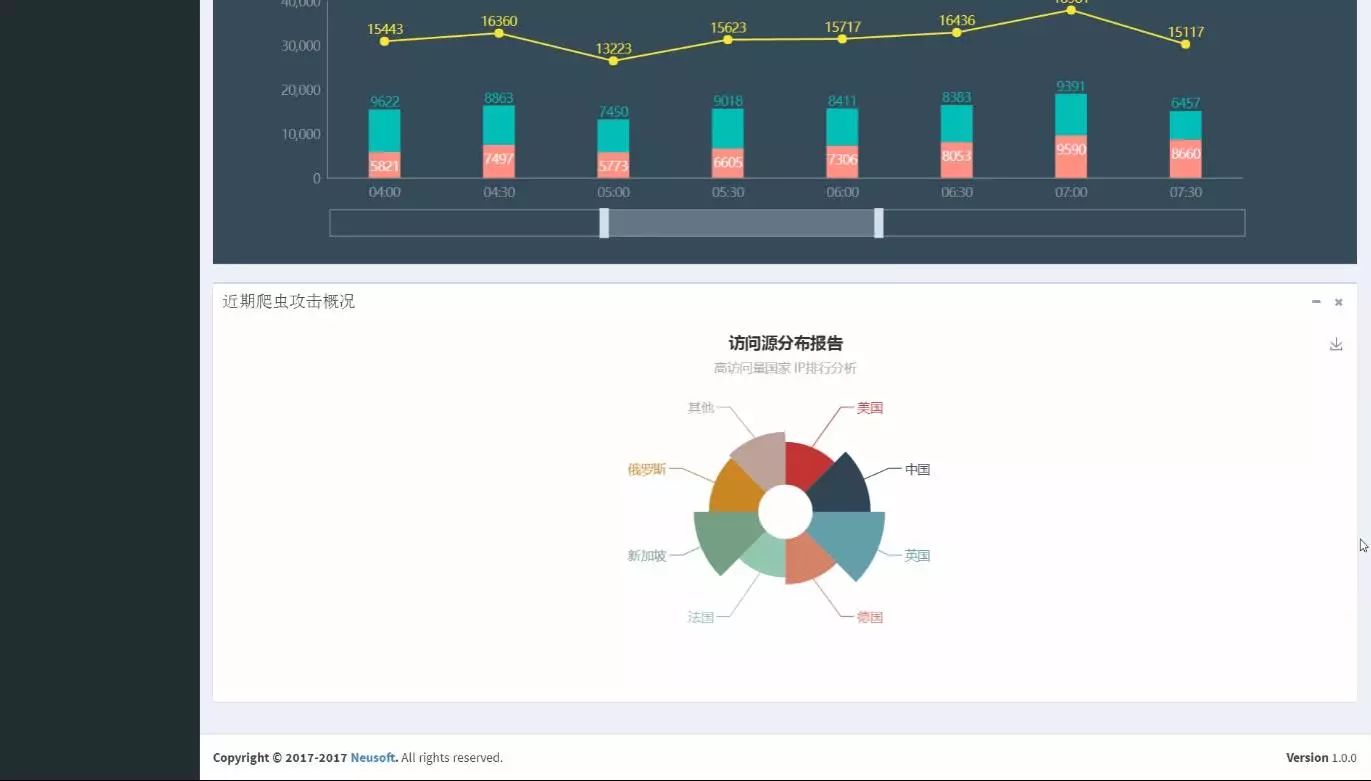 40,000
15443 16360 13223 15623 15717 16436 15117
30,000
20,000
9622 8863 7450 9018 8411 8383 9391 6457
10,000
5821 7497 5773 6605 7306 8053 9590 8660
0
04:00 04:30 05:00 05:30 06:00 06:30 07:00 07:30
近期爬虫攻击概况
访问源分布报告
高访问量国家 IP排行分析
其他 美国
俄罗斯 中国
新加坡 英国
法国 德国
Copyright © 2017-2017 Neusoft. All rights reserved. Version 1.0.0